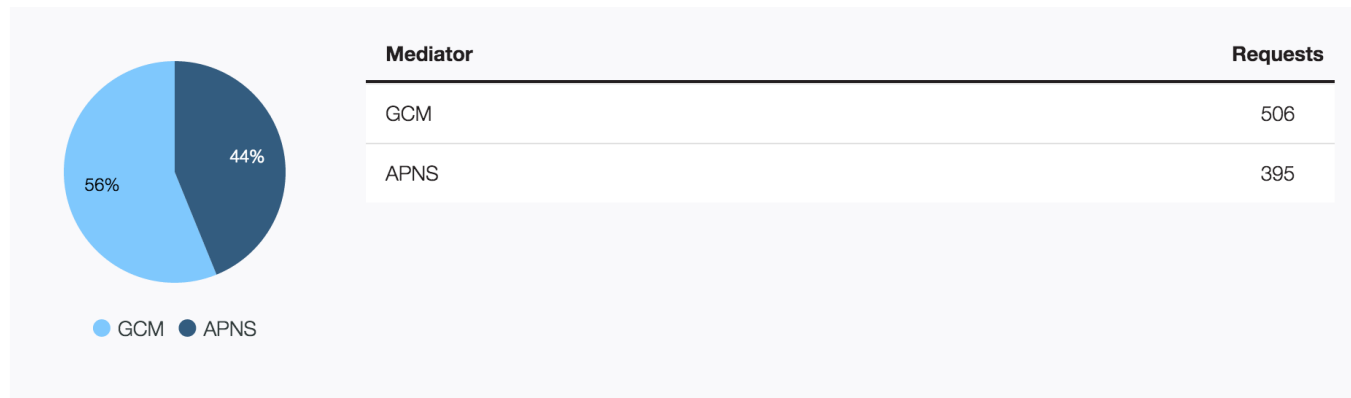 Mediator Requests
GCM 506
APNS 395
44%
56%
GCM APNS